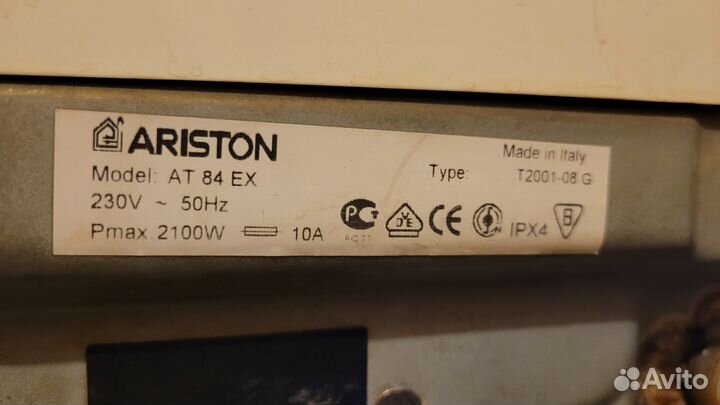 ARISTON
Made in Italy
Model: AT 84 EX
Type: T2001-08 G
230V ~ 50Hz
Pmax 2100W 10A
IPX4
Avito